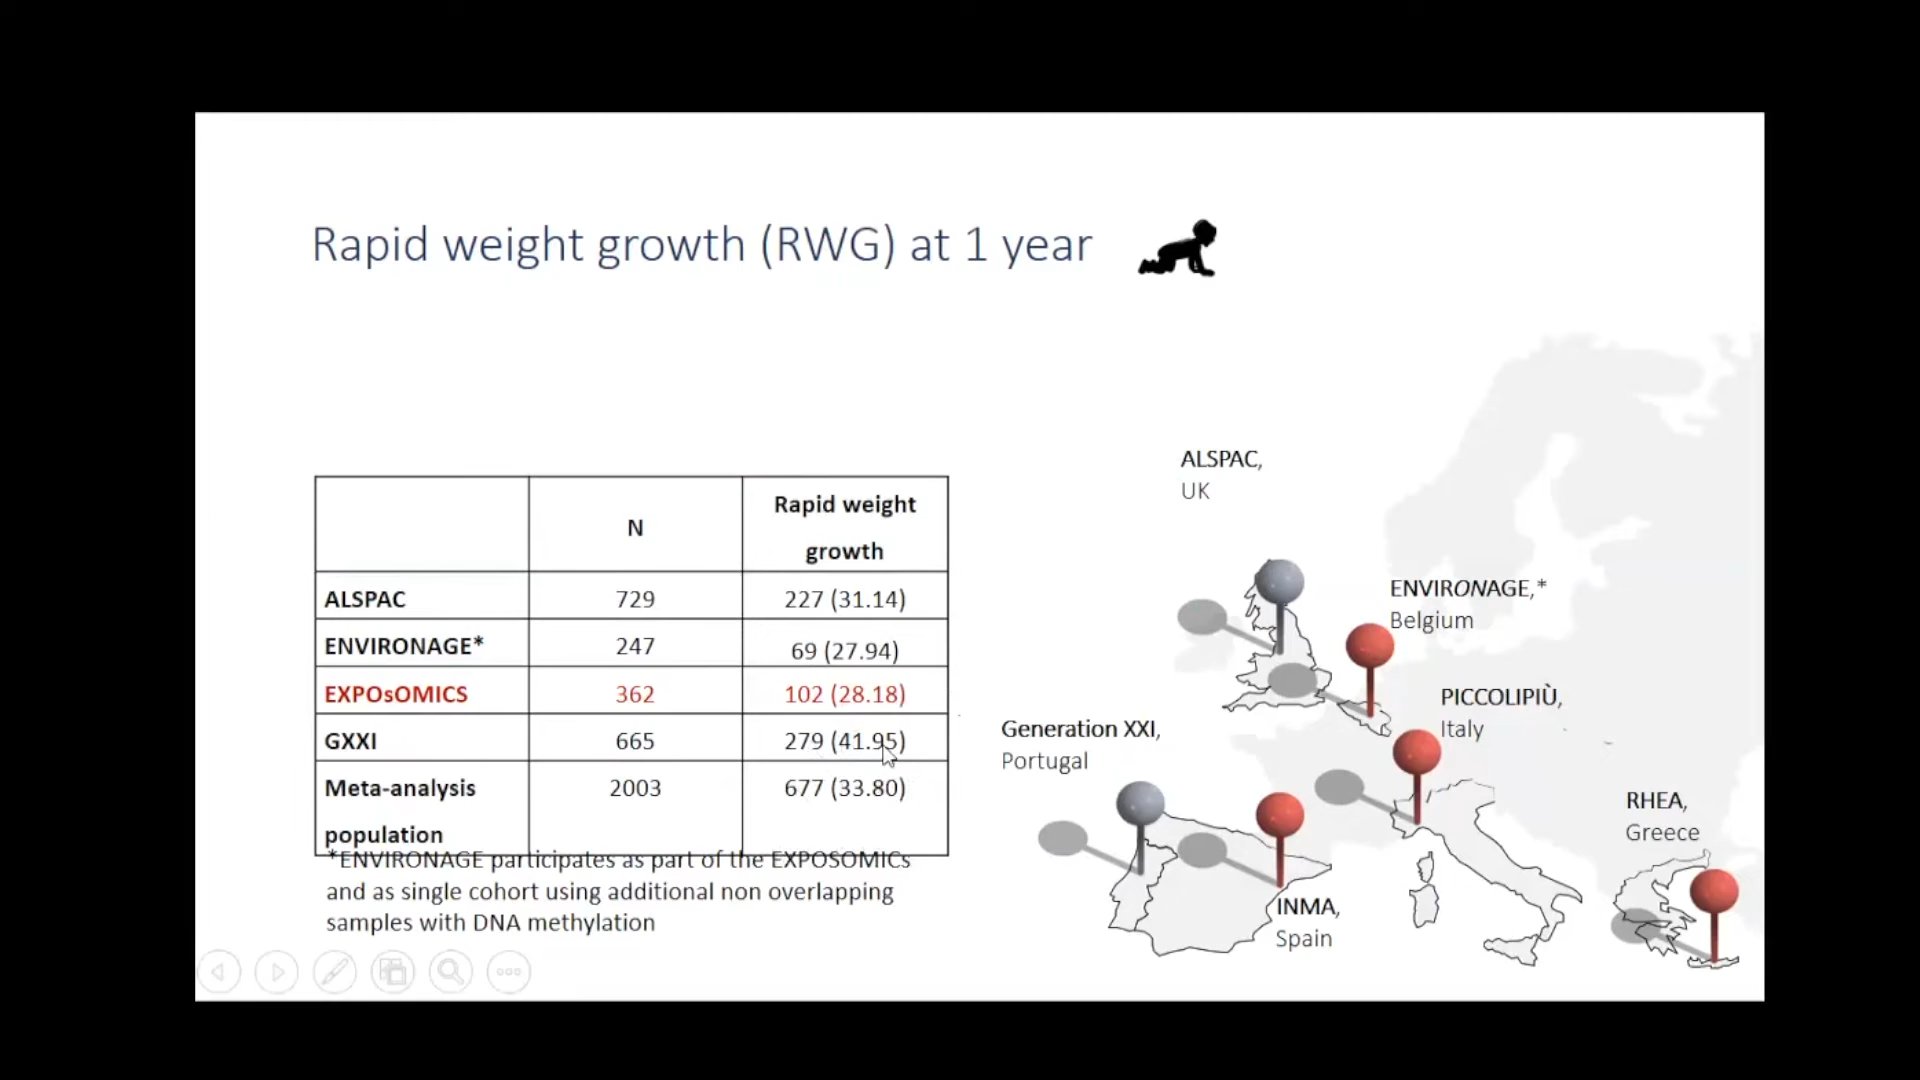 Rapid weight growth (RWG) at 1 year
N
Rapid weight
growth
ALSPAC 729 227 (31.14)
ENVIRONAGE* 247 69 (27.94)
EXPOsOMICS 362 102 (28.18)
GXXI 665 279 (41.95)
Meta-analysis 2003 677 (33.80)
population
*ENVIRONAGE participates as part of the EXPOSOMICs
and as single cohort using additional non overlapping
samples with DNA methylation
ALSPAC,
UK
ENVIRONAGE,*
Belgium
PICCOLIPIÙ,
Italy
Generation XXI,
Portugal
RHEA,
Greece
INMA,
Spain